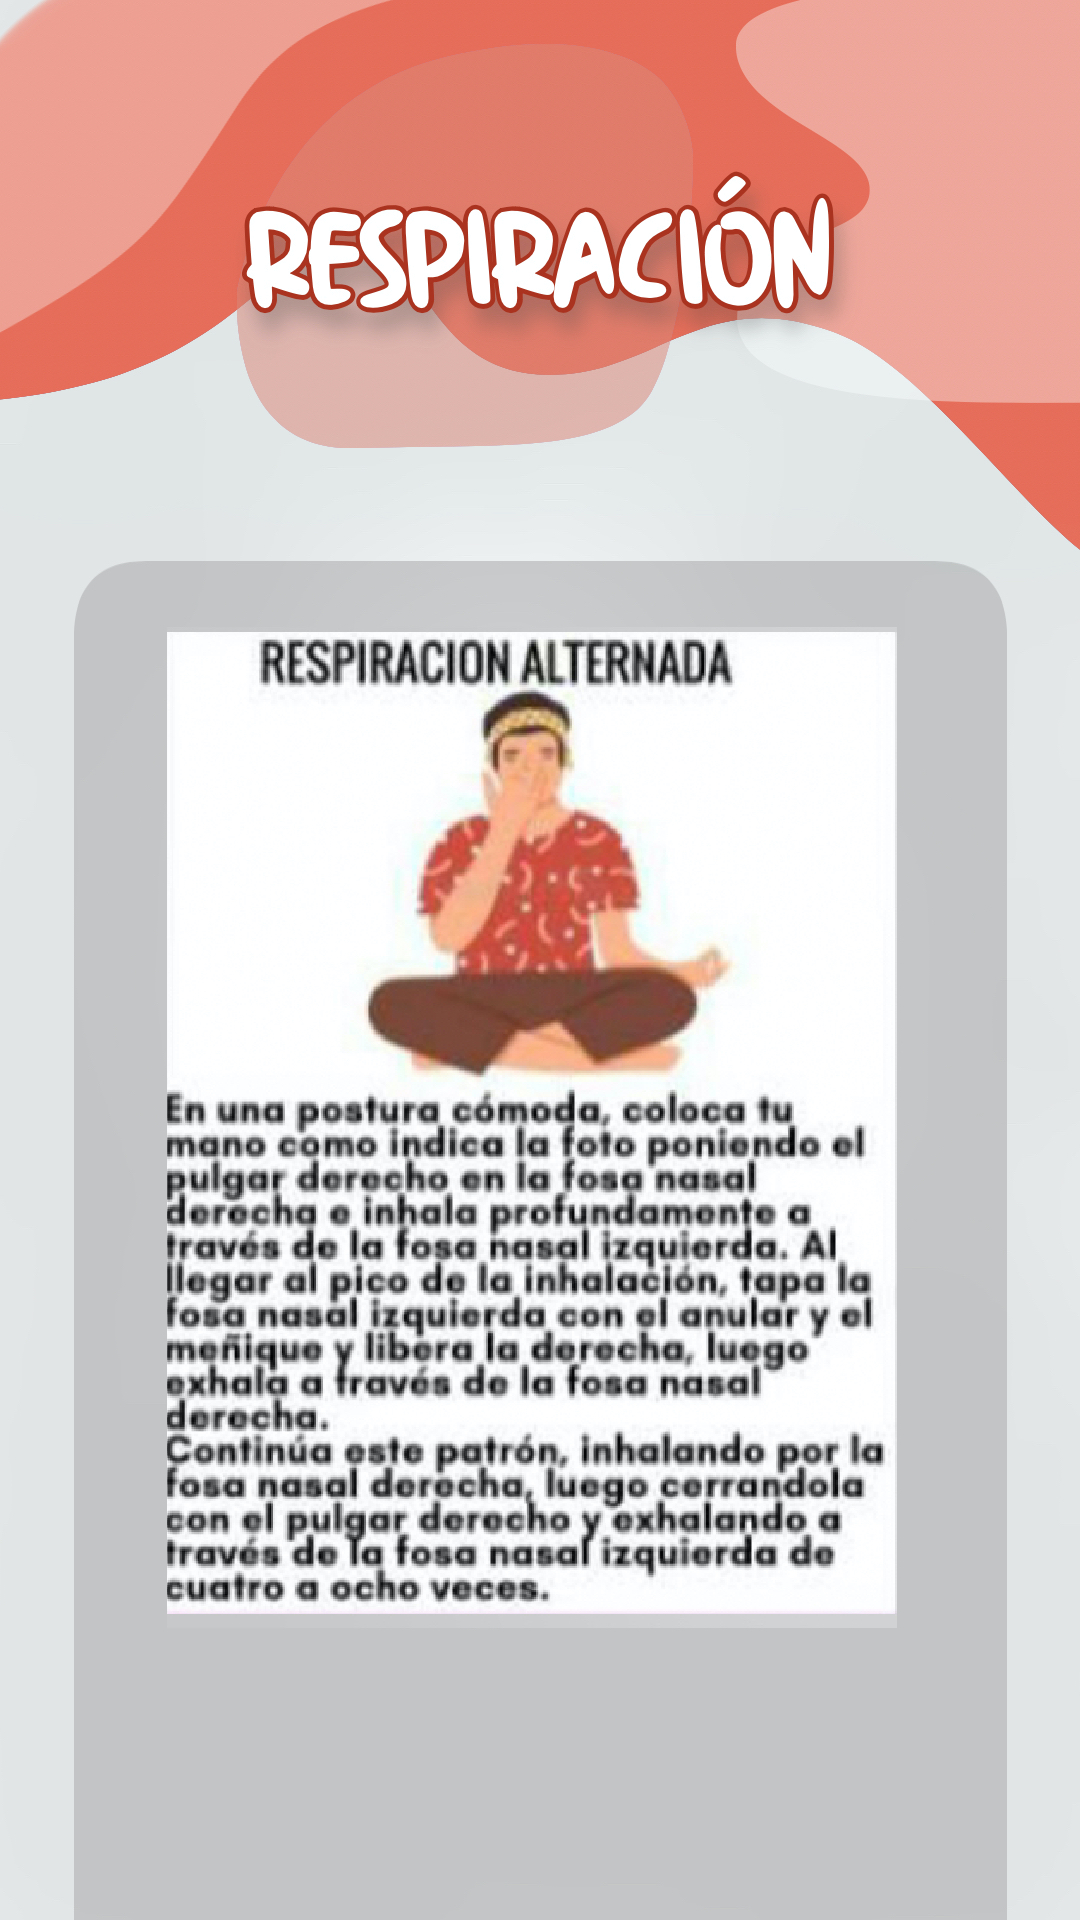 RESPIRACIÓN
RESPIRACION ALTERNADA
En una postura cómoda, coloca tu
mano como indica la foto poniendo el
pulgar derecho en la fosa nasal
derecha e inhala profundamente a
través de la fosa nasal izquierda. Al
llegar al pico de la inhalación, tapa la
fosa nasal izquierda con el anular y el
meñique y libera la derecha, luego
exhala a través de la fosa nasal
derecha.
Continúa este patrón, inhalando por la
fosa nasal derecha, luego cerrandola
con el pulgar derecho y exhalando a
través de la fosa nasal izquierda de
cuatro a ocho veces.